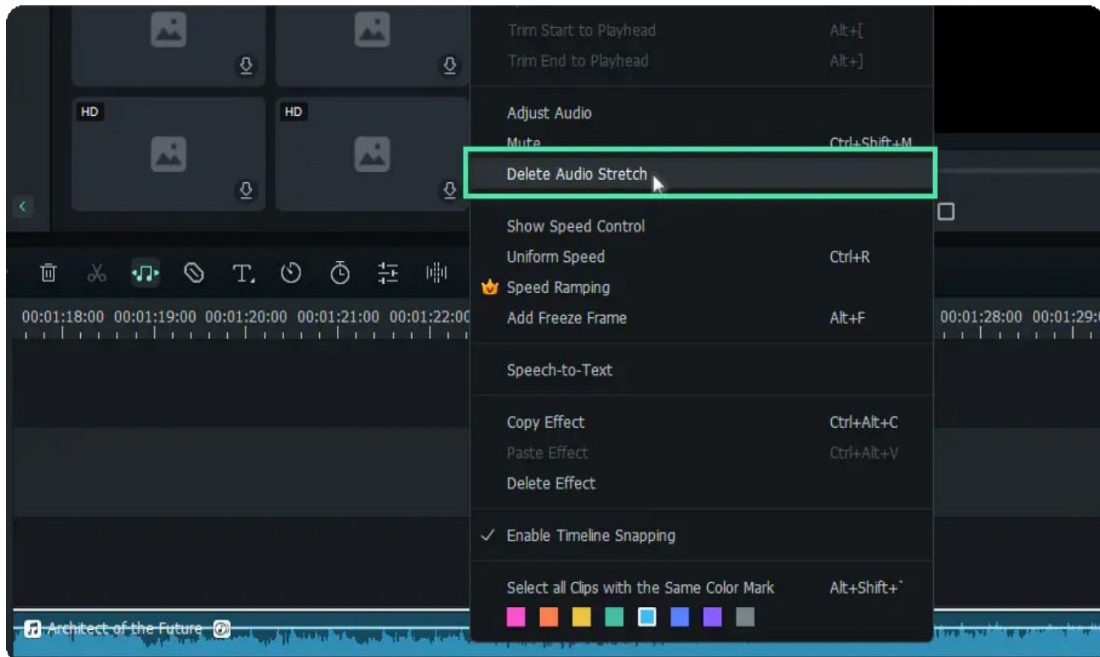 Trim Start to Playhead Alt+[
Trim End to Playhead Alt+]
HD HD
Adjust Audio
Mute Ctrl+Shift+M
Delete Audio Stretch
Show Speed Control
Uniform Speed Ctrl+R
Speed Ramping
Add Freeze Frame Alt+F
00:01:18:00 00:01:19:00 00:01:20:00 00:01:21:00 00:01:22:00 00:01:28:00 00:01:29:
Speech-to-Text
Copy Effect Ctrl+Alt+C
Paste Effect Ctrl+Alt+V
Delete Effect
Enable Timeline Snapping
Select all Clips with the Same Color Mark Alt+Shift+`
Architect of the Future